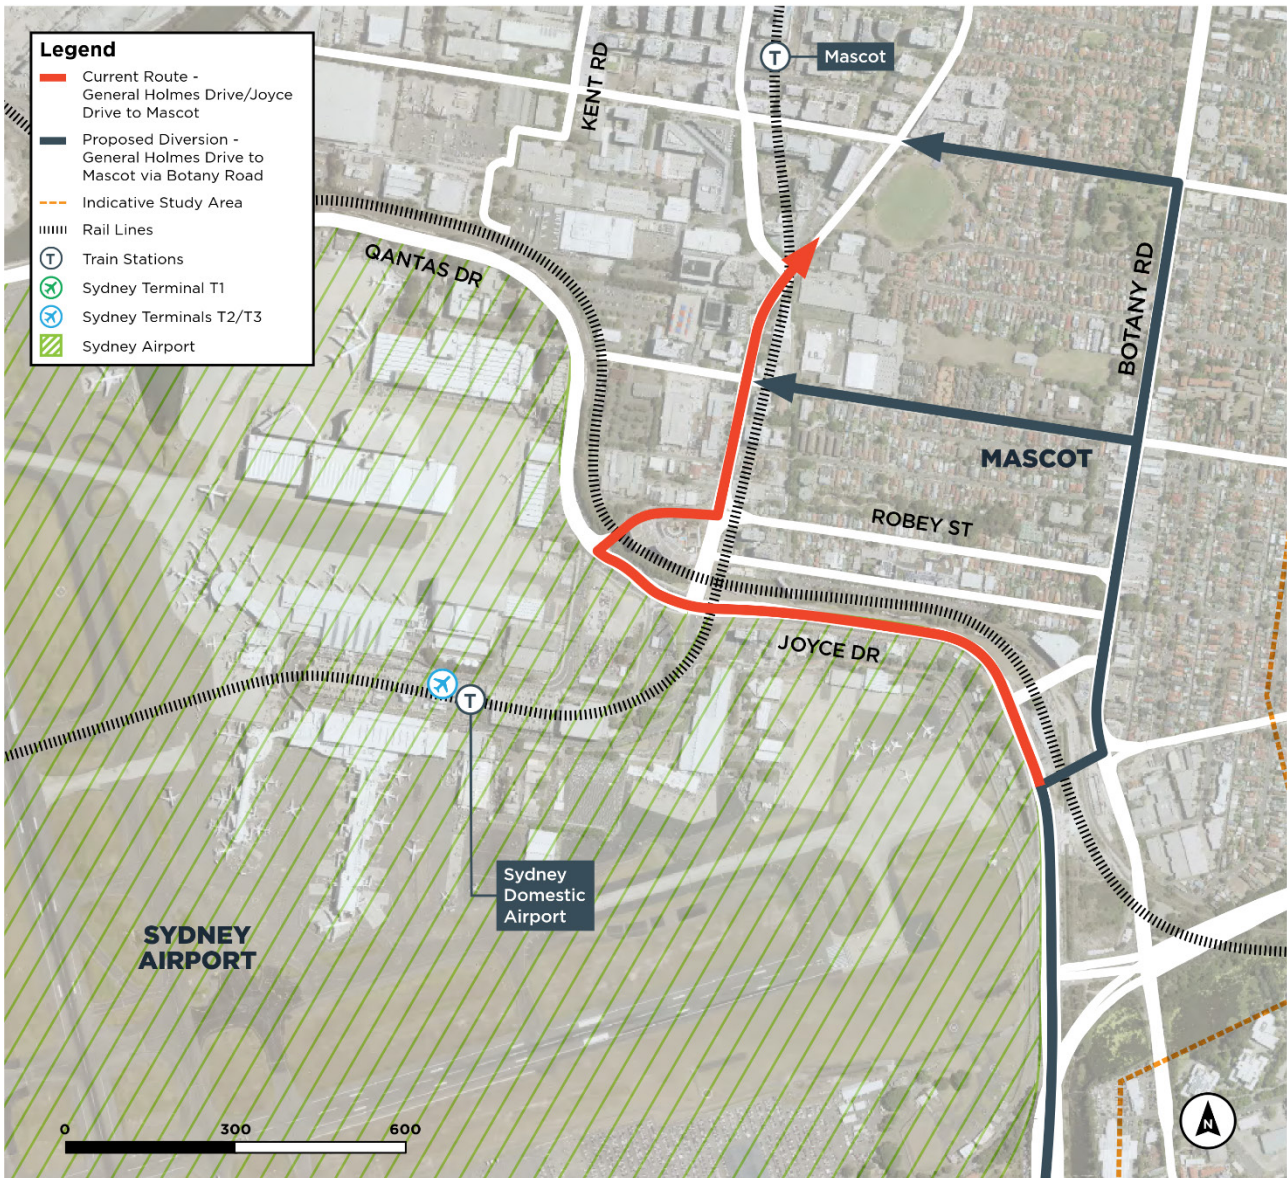 Legend
Current Route -
General Holmes Drive/Joyce
Drive to Mascot
Proposed Diversion -
General Holmes Drive to
Mascot via Botany Road
Indicative Study Area
Rail Lines
T Train Stations
Sydney Terminal T1
Sydney Terminals T2/T3
Sydney Airport
KENT RD
T Mascot
QANTAS DR
BOTANY RD
MASCOT
ROBEY ST
JOYCE DR
T
Sydney
Domestic
Airport
SYDNEY
AIRPORT
0 300 600
N